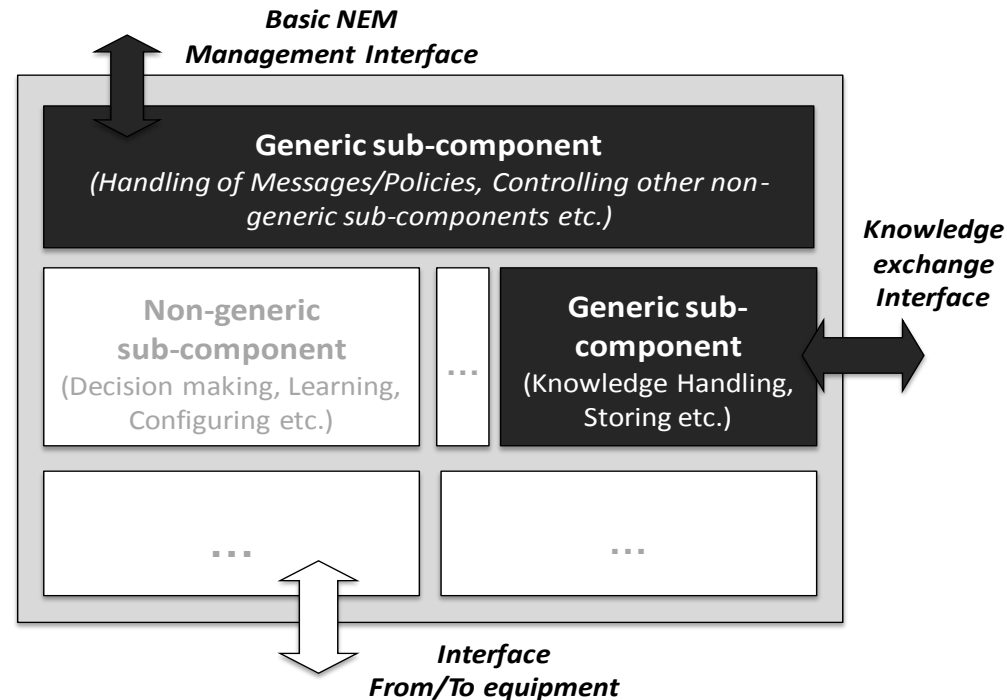 Basic NEM
Management Interface
Generic sub-component
(Handling of Messages/Policies, Controlling other non-
generic sub-components etc.)
Knowledge
exchange
Interface
Non-generic
sub-component
(Decision making, Learning,
Configuring etc.)
...
Generic sub-
component
(Knowledge Handling,
Storing etc.)
...
...
Interface
From/To equipment